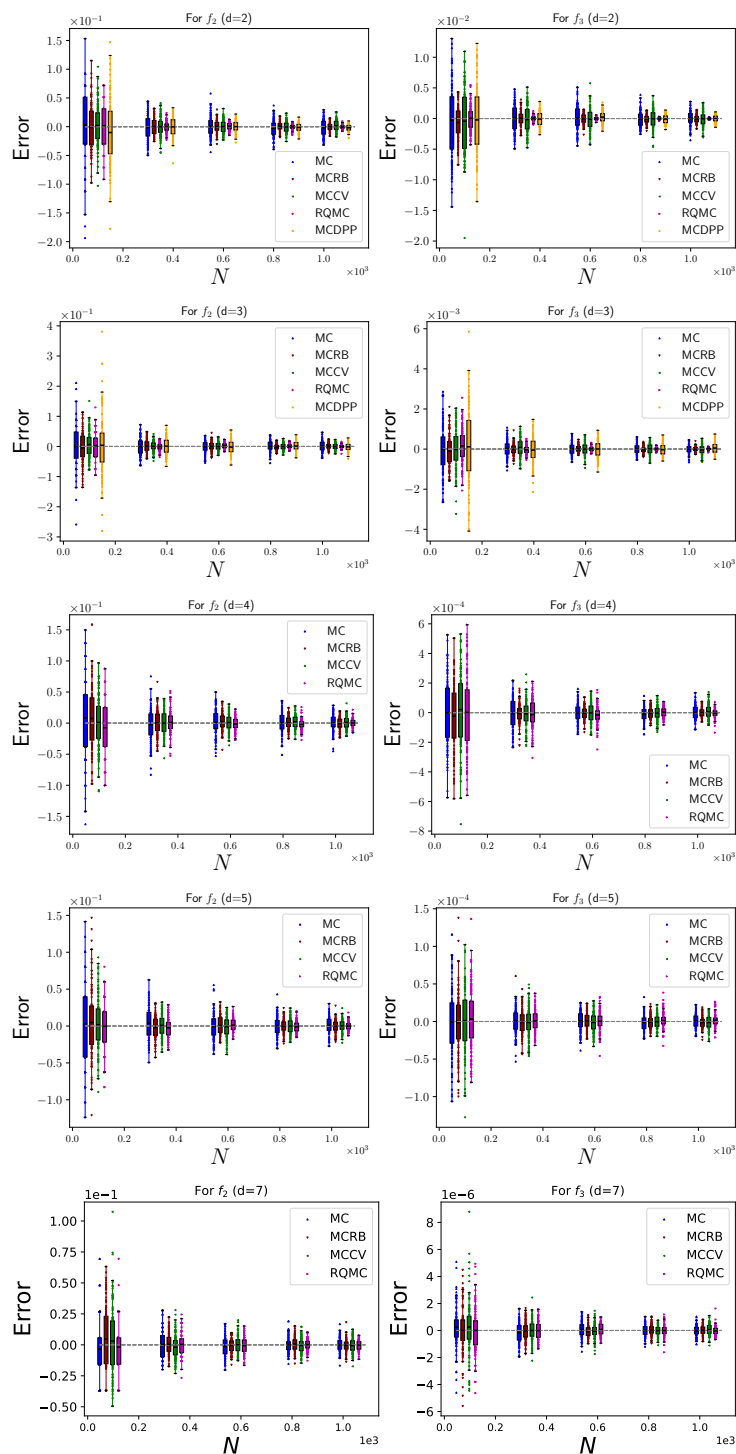 For f₂ (d=2)
×10⁻¹
Error
1.5
1.0
0.5
0.0
−0.5
−1.0
−1.5
−2.0
MC
MCRB
MCCV
RQMC
MCDPP
0.0 0.2 0.4 0.6 0.8 1.0
×10³
N
For f₃ (d=2)
×10⁻²
Error
1.0
0.5
0.0
−0.5
−1.0
−1.5
−2.0
MC
MCRB
MCCV
RQMC
MCDPP
0.0 0.2 0.4 0.6 0.8 1.0
×10³
N
For f₂ (d=3)
×10⁻¹
Error
4
3
2
1
0
−1
−2
−3
MC
MCRB
MCCV
RQMC
MCDPP
0.0 0.2 0.4 0.6 0.8 1.0
×10³
N
For f₃ (d=3)
×10⁻³
Error
6
4
2
0
−2
−4
MC
MCRB
MCCV
RQMC
MCDPP
0.0 0.2 0.4 0.6 0.8 1.0
×10³
N
For f₂ (d=4)
×10⁻¹
Error
1.5
1.0
0.5
0.0
−0.5
−1.0
−1.5
MC
MCRB
MCCV
RQMC
0.0 0.2 0.4 0.6 0.8 1.0
×10³
N
For f₃ (d=4)
×10⁻⁴
Error
6
4
2
0
−2
−4
−6
−8
MC
MCRB
MCCV
RQMC
0.0 0.2 0.4 0.6 0.8 1.0
×10³
N
For f₂ (d=5)
×10⁻¹
Error
1.5
1.0
0.5
0.0
−0.5
−1.0
MC
MCRB
MCCV
RQMC
0.0 0.2 0.4 0.6 0.8 1.0
×10³
N
For f₃ (d=5)
×10⁻⁴
Error
1.5
1.0
0.5
0.0
−0.5
−1.0
MC
MCRB
MCCV
RQMC
0.0 0.2 0.4 0.6 0.8 1.0
×10³
N
For f₂ (d=7)
1e−1
Error
1.00
0.75
0.50
0.25
0.00
−0.25
−0.50
MC
MCRB
MCCV
RQMC
0.0 0.2 0.4 0.6 0.8 1.0
1e3
N
For f₃ (d=7)
1e−6
Error
8
6
4
2
0
−2
−4
−6
MC
MCRB
MCCV
RQMC
0.0 0.2 0.4 0.6 0.8 1.0
1e3
N